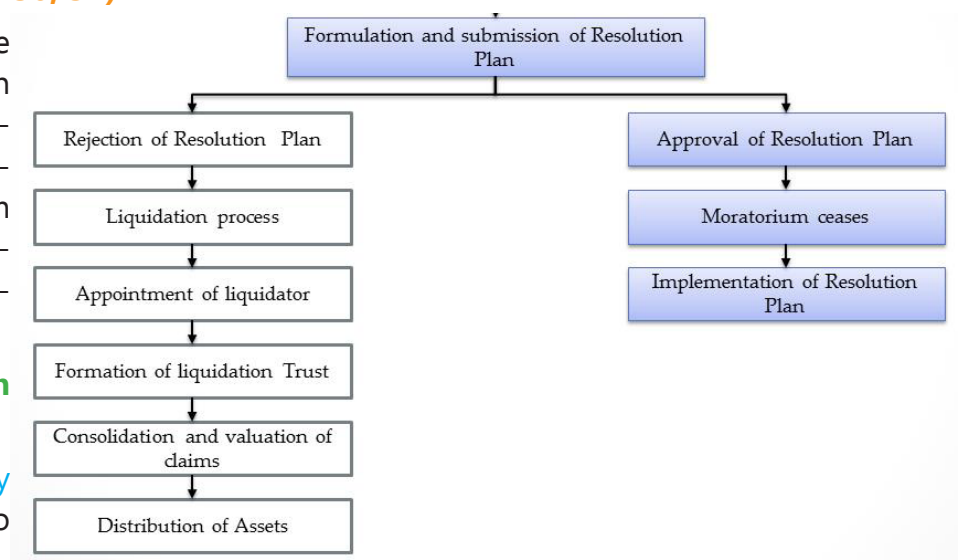 Formulation and submission of Resolution
Plan
Rejection of Resolution Plan
Liquidation process
Appointment of liquidator
Formation of liquidation Trust
Consolidation and valuation of
claims
Distribution of Assets
Approval of Resolution Plan
Moratorium ceases
Implementation of Resolution
Plan